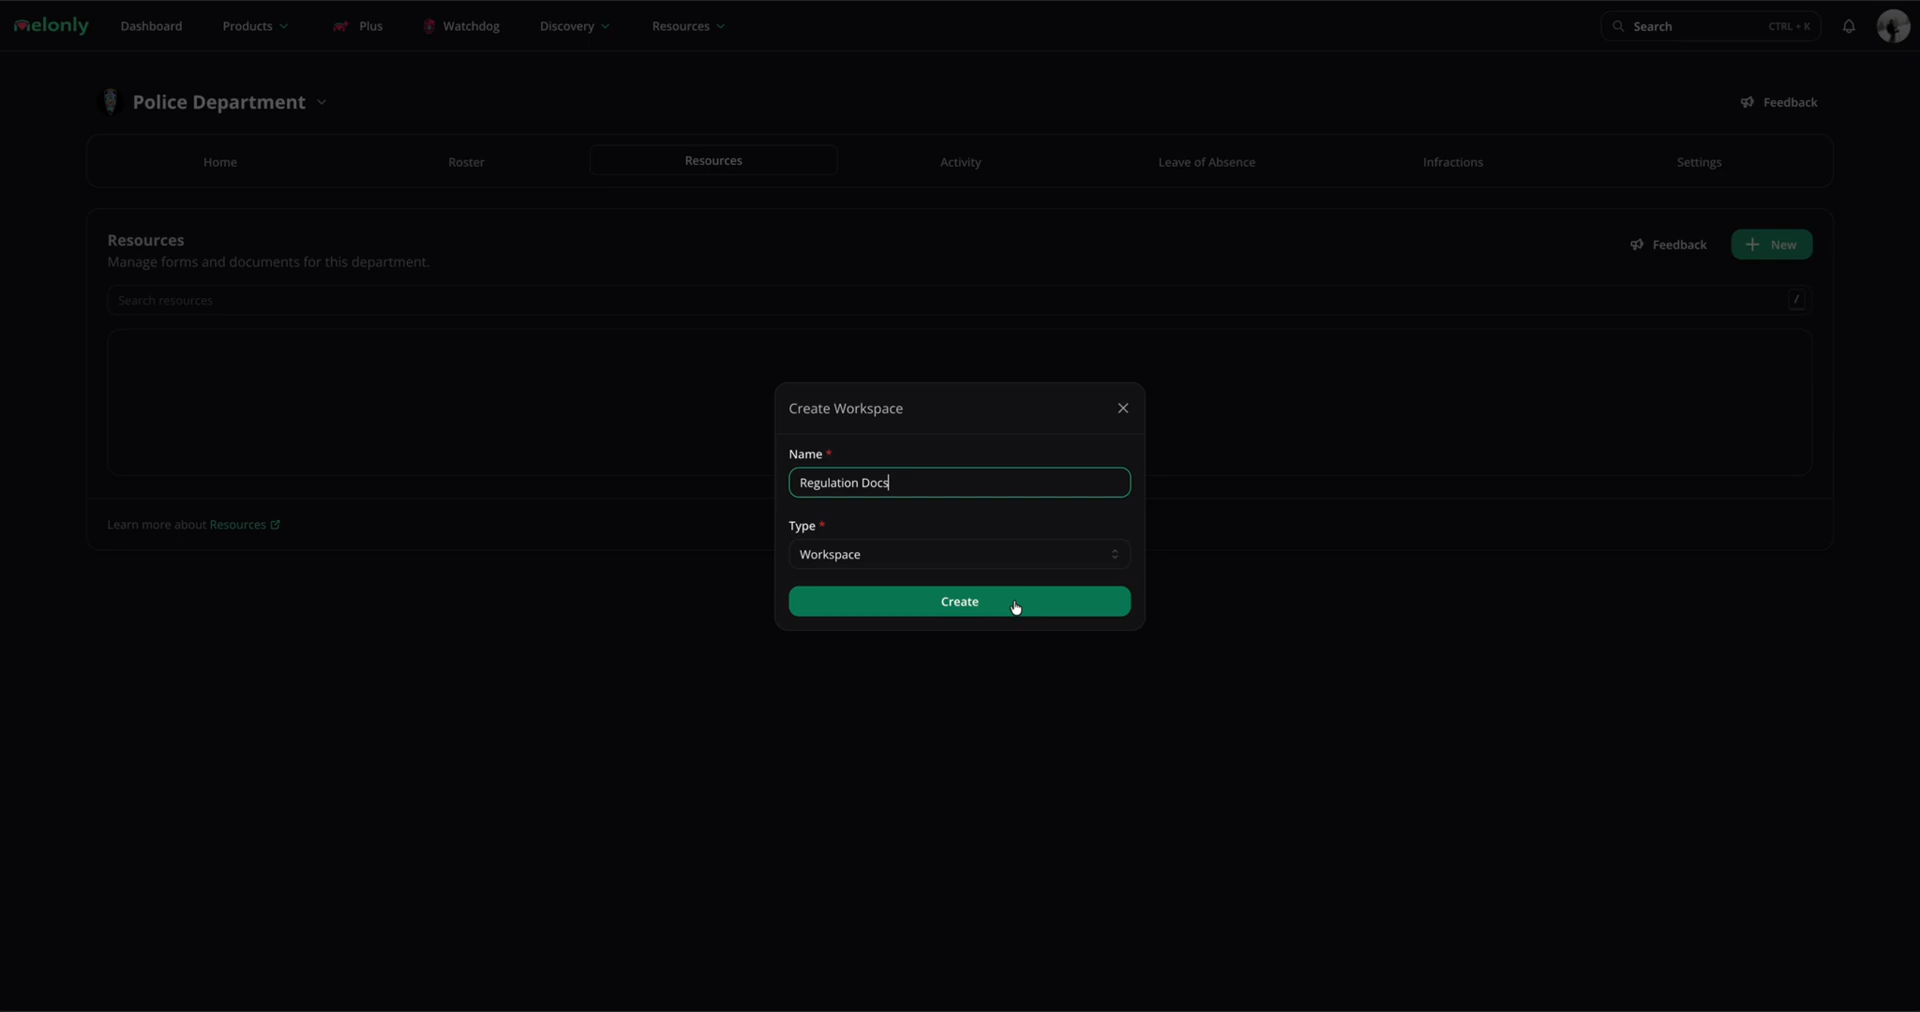 melonly Dashboard Products Plus Watchdog Discovery Resources Search CTRL + K
Police Department Feedback
Home Roster Resources Activity Leave of Absence Infractions Settings
Resources
Manage forms and documents for this department.
Feedback + New
Search resources /
Create Workspace
Name *
Regulation Docs
Type *
Workspace
Create
Learn more about Resources